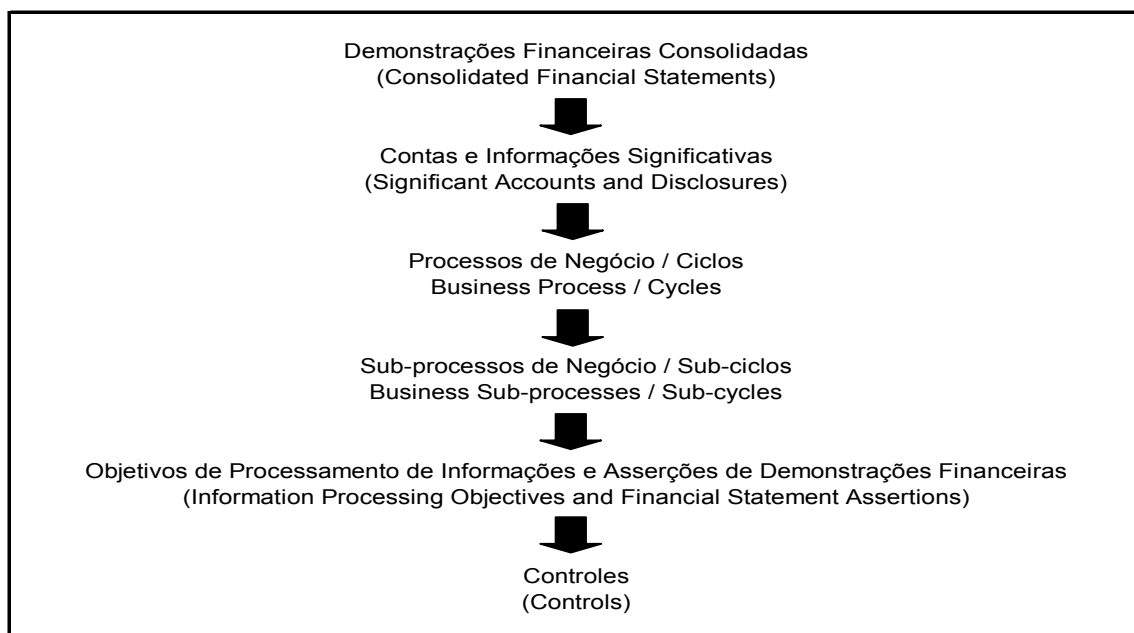 Demonstrações Financeiras Consolidadas
(Consolidated Financial Statements)
Contas e Informações Significativas
(Significant Accounts and Disclosures)
Processos de Negócio / Ciclos
Business Process / Cycles
Sub-processos de Negócio / Sub-ciclos
Business Sub-processes / Sub-cycles
Objetivos de Processamento de Informações e Asserções de Demonstrações Financeiras
(Information Processing Objectives and Financial Statement Assertions)
Controles
(Controls)